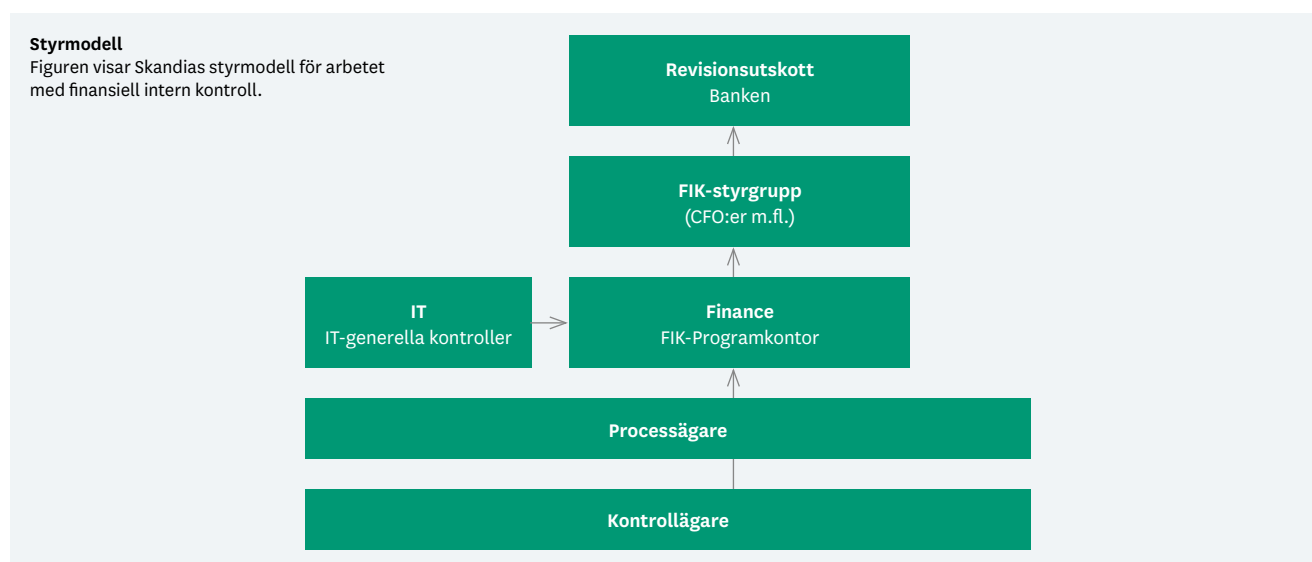 Styrmodell
Figuren visar Skandias styrmodell för arbetet
med finansiell intern kontroll.
Revisionsutskott
Banken
FIK-styrgrupp
(CFO:er m.fl.)
IT
IT-generella kontroller
Finance
FIK-Programkontor
Processägare
Kontrollägare